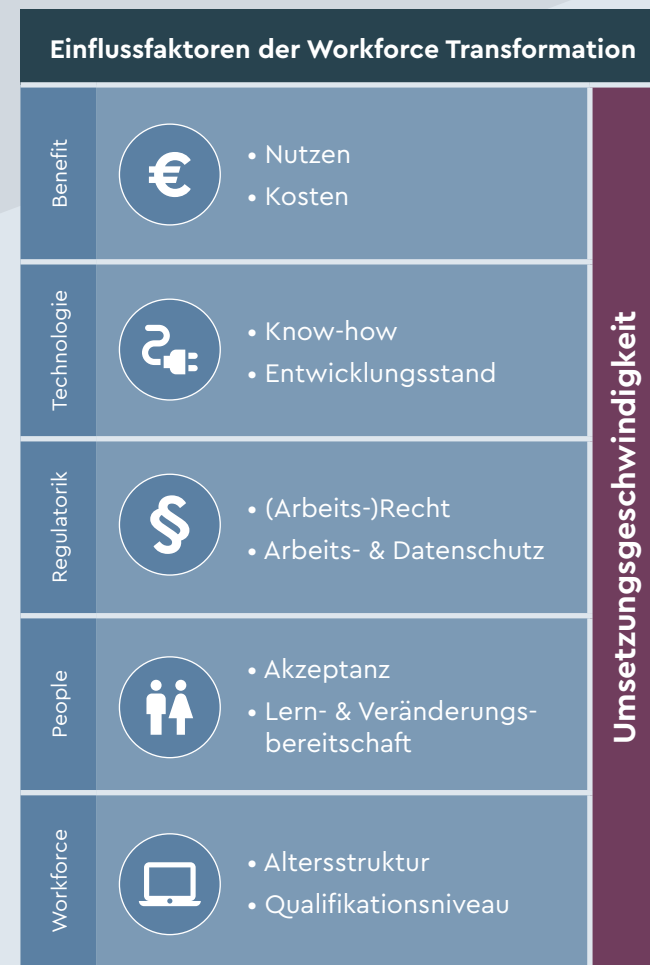 Einflussfaktoren der Workforce Transformation
Benefit
€
• Nutzen
• Kosten
Technologie
• Know-how
• Entwicklungsstand
Regulatorik
§
• (Arbeits-)Recht
• Arbeits- & Datenschutz
People
• Akzeptanz
• Lern- & Veränderungs-
bereitschaft
Workforce
• Altersstruktur
• Qualifikationsniveau
Umsetzungsgeschwindigkeit